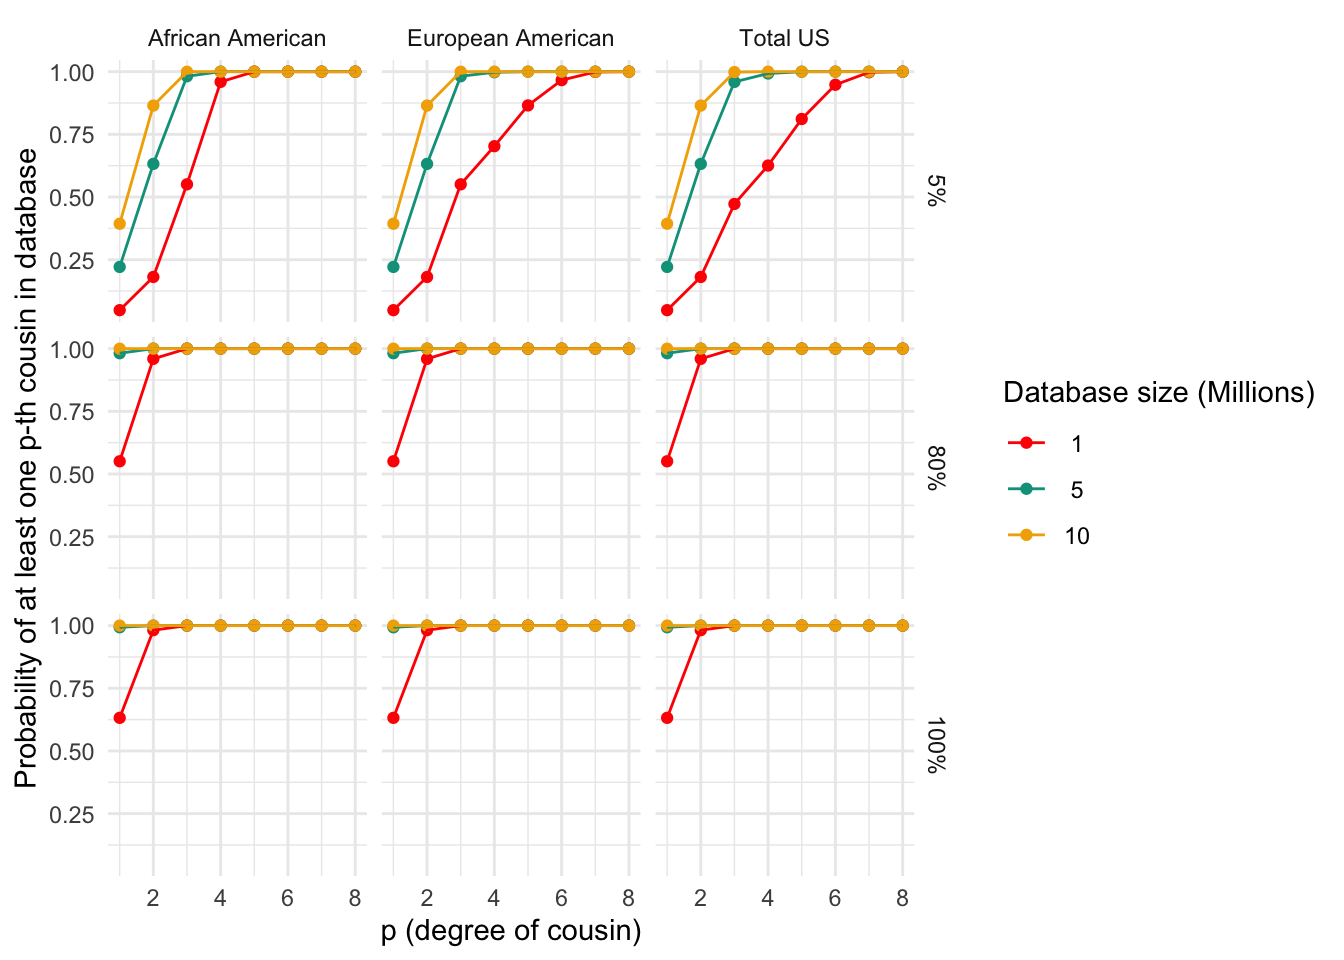 African American
European American
Total US
Probability of at least one p-th cousin in database
1.00
0.75
0.50
0.25
5%
1.00
0.75
0.50
0.25
80%
1.00
0.75
0.50
0.25
100%
2 4 6 8
2 4 6 8
2 4 6 8
p (degree of cousin)
Database size (Millions)
1
5
10